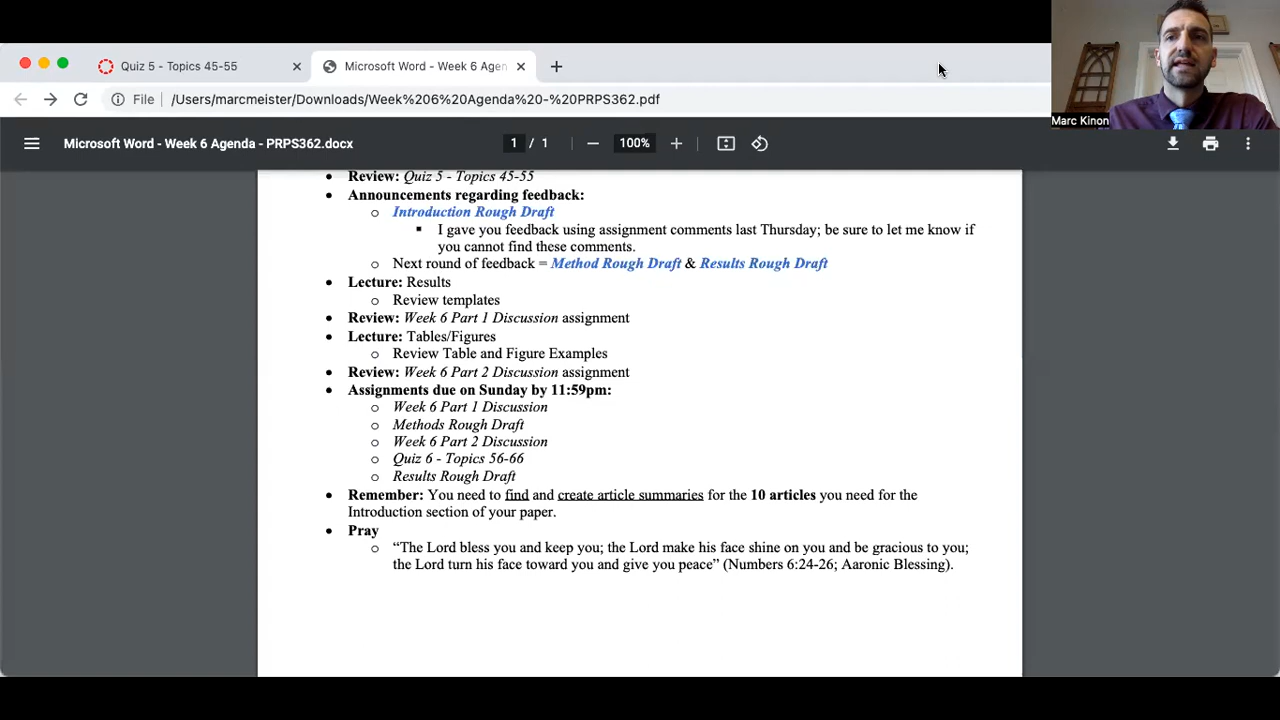 Quiz 5 - Topics 45-55
Microsoft Word - Week 6 Agen
File
/Users/marcmeister/Downloads/Week%206%20Agenda%20-%20PRPS362.pdf
Marc Kinon
Microsoft Word - Week 6 Agenda - PRPS362.docx
1 / 1
100%
• Review: Quiz 5 - Topics 45-55
• Announcements regarding feedback:
o Introduction Rough Draft
▪ I gave you feedback using assignment comments last Thursday; be sure to let me know if
you cannot find these comments.
o Next round of feedback = Method Rough Draft & Results Rough Draft
• Lecture: Results
o Review templates
• Review: Week 6 Part 1 Discussion assignment
• Lecture: Tables/Figures
o Review Table and Figure Examples
• Review: Week 6 Part 2 Discussion assignment
• Assignments due on Sunday by 11:59pm:
o Week 6 Part 1 Discussion
o Methods Rough Draft
o Week 6 Part 2 Discussion
o Quiz 6 - Topics 56-66
o Results Rough Draft
• Remember: You need to find and create article summaries for the 10 articles you need for the
Introduction section of your paper.
• Pray
o “The Lord bless you and keep you; the Lord make his face shine on you and be gracious to you;
the Lord turn his face toward you and give you peace” (Numbers 6:24-26; Aaronic Blessing).